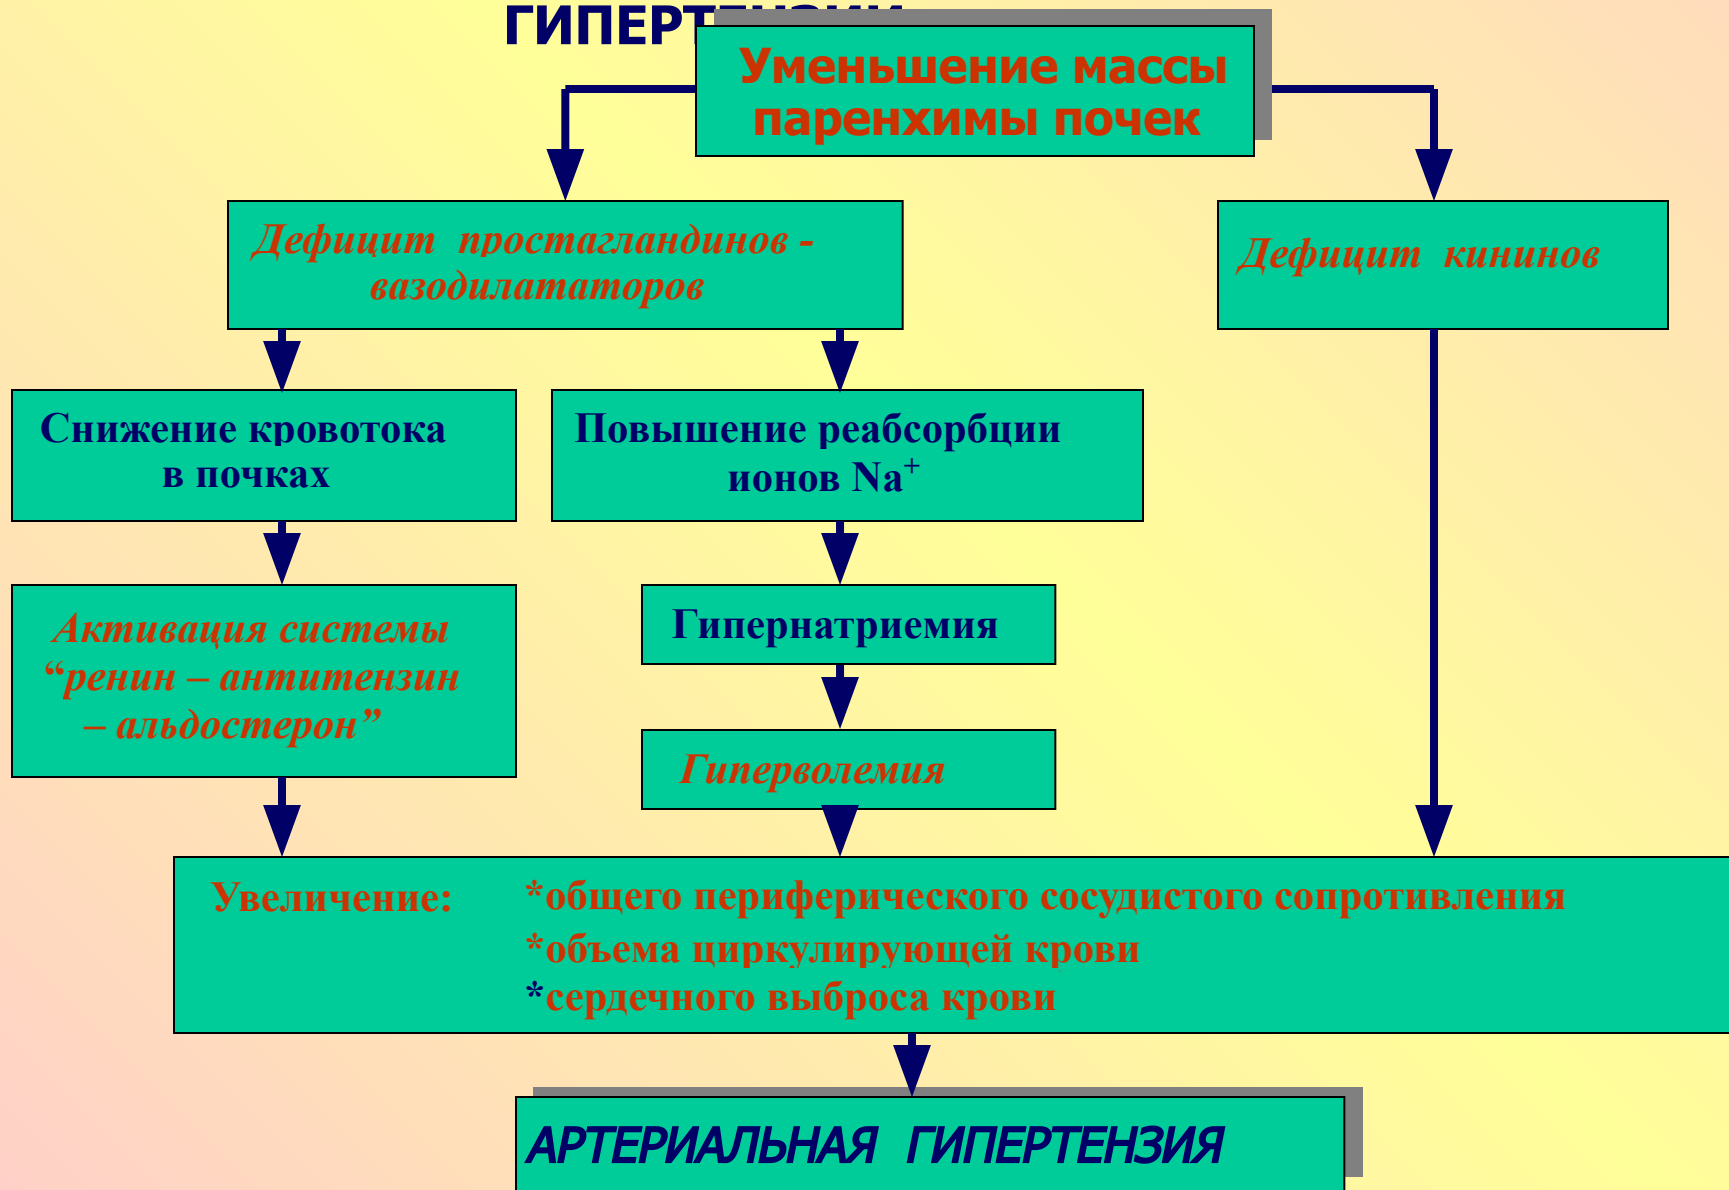 Уменьшение массы
паренхимы почек
Дефицит простагландинов -
вазодилататоров
Дефицит кининов
Снижение кровотока
в почках
Повышение реабсорбции
ионов Na⁺
Активация системы
“ренин – антитензин
– альдостерон”
Гипернатриемия
Гиперволемия
Увеличение: *общего периферического сосудистого сопротивления
*объема циркулирующей крови
*сердечного выброса крови
АРТЕРИАЛЬНАЯ ГИПЕРТЕНЗИЯ